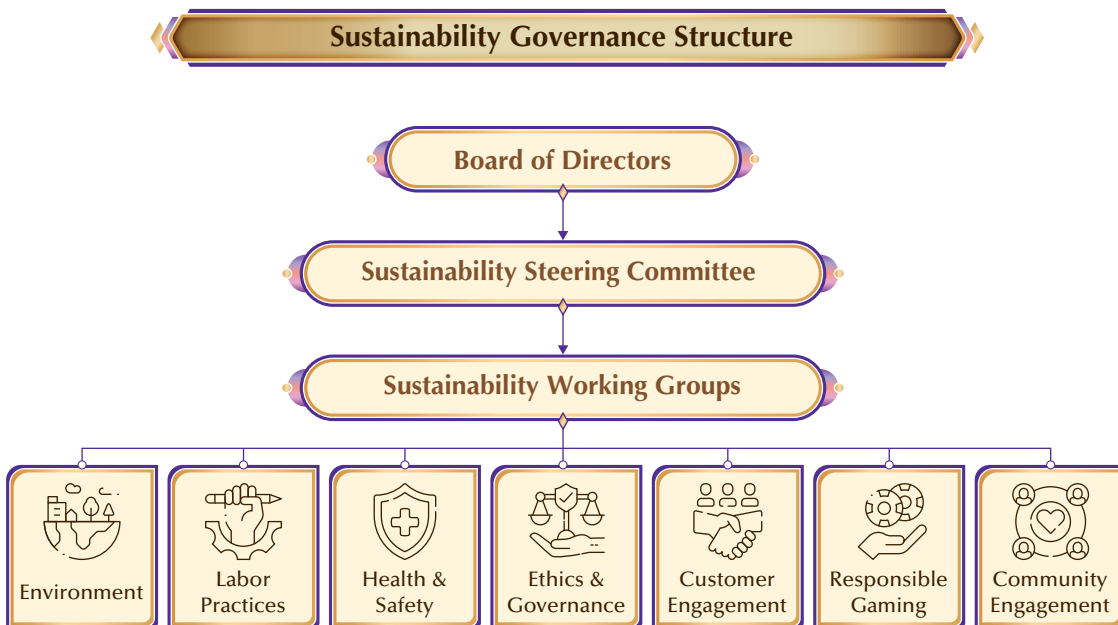 Sustainability Governance Structure
Board of Directors
Sustainability Steering Committee
Sustainability Working Groups
Environment
Labor
Practices
Health &
Safety
Ethics &
Governance
Customer
Engagement
Responsible
Gaming
Community
Engagement